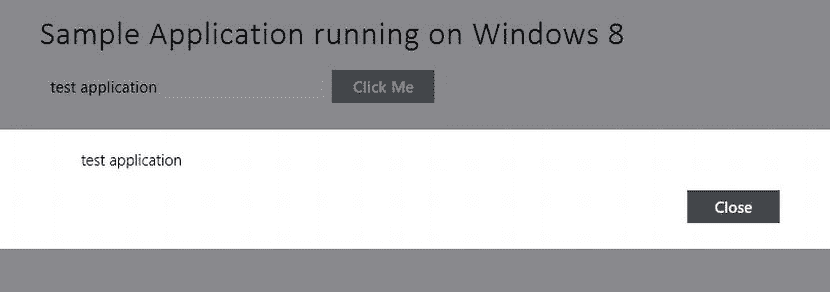 Sample Application running on Windows 8
test application Click Me
test application
Close